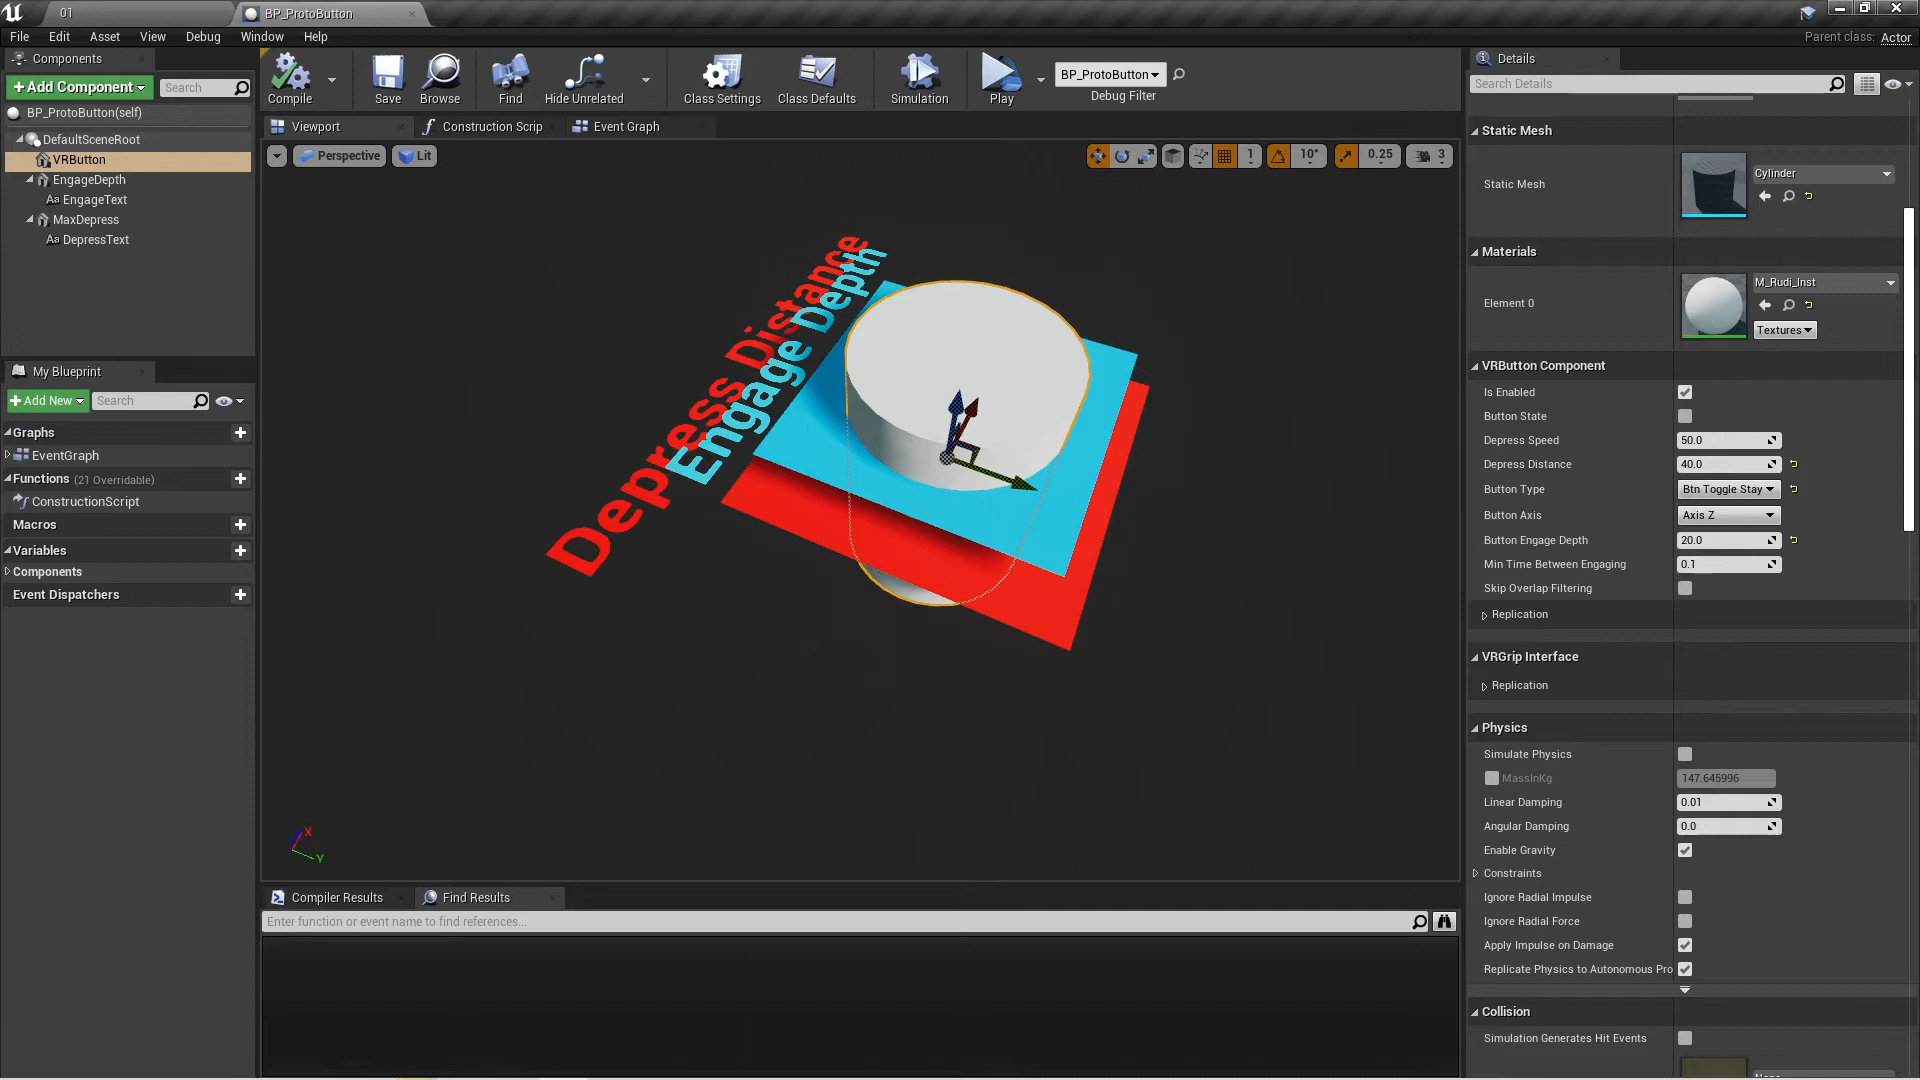 01
BP_ProtoButton
File Edit Asset View Debug Window Help
Parent class: Actor
Components
+Add Component
Search
BP_ProtoButton(self)
DefaultSceneRoot
VRButton
EngageDepth
Aa EngageText
MaxDepress
Aa DepressText
My Blueprint
+Add New
Search
Graphs
EventGraph
Functions (21 Overridable)
ConstructionScript
Macros
Variables
Components
Event Dispatchers
Compile
Save
Browse
Find
Hide Unrelated
Class Settings
Class Defaults
Simulation
Play
BP_ProtoButton
Debug Filter
Viewport
Construction Scrip
Event Graph
Perspective
Lit
1
10°
0.25
3
Depress Distance
Engage Depth
X
Y
Compiler Results
Find Results
Enter function or event name to find references...
Details
Search Details
Static Mesh
Static Mesh
Cylinder
Materials
Element 0
M_Rudi_Inst
Textures
VRButton Component
Is Enabled
Button State
Depress Speed 50.0
Depress Distance 40.0
Button Type Btn Toggle Stay
Button Axis Axis Z
Button Engage Depth 20.0
Min Time Between Engaging 0.1
Skip Overlap Filtering
Replication
VRGrip Interface
Replication
Physics
Simulate Physics
MassInKg 147.645996
Linear Damping 0.01
Angular Damping 0.0
Enable Gravity
Constraints
Ignore Radial Impulse
Ignore Radial Force
Apply Impulse on Damage
Replicate Physics to Autonomous Pro
Collision
Simulation Generates Hit Events